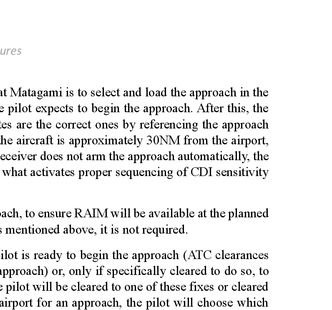 ures
at Matagami is to select and load the approach in the
e pilot expects to begin the approach. After this, the
tes are the correct ones by referencing the approach
the aircraft is approximately 30NM from the airport,
eceiver does not arm the approach automatically, the
what activates proper sequencing of CDI sensitivity
oach, to ensure RAIM will be available at the planned
s mentioned above, it is not required.
pilot is ready to begin the approach (ATC clearances
approach) or, only if specifically cleared to do so, to
e pilot will be cleared to one of these fixes or cleared
airport for an approach, the pilot will choose which